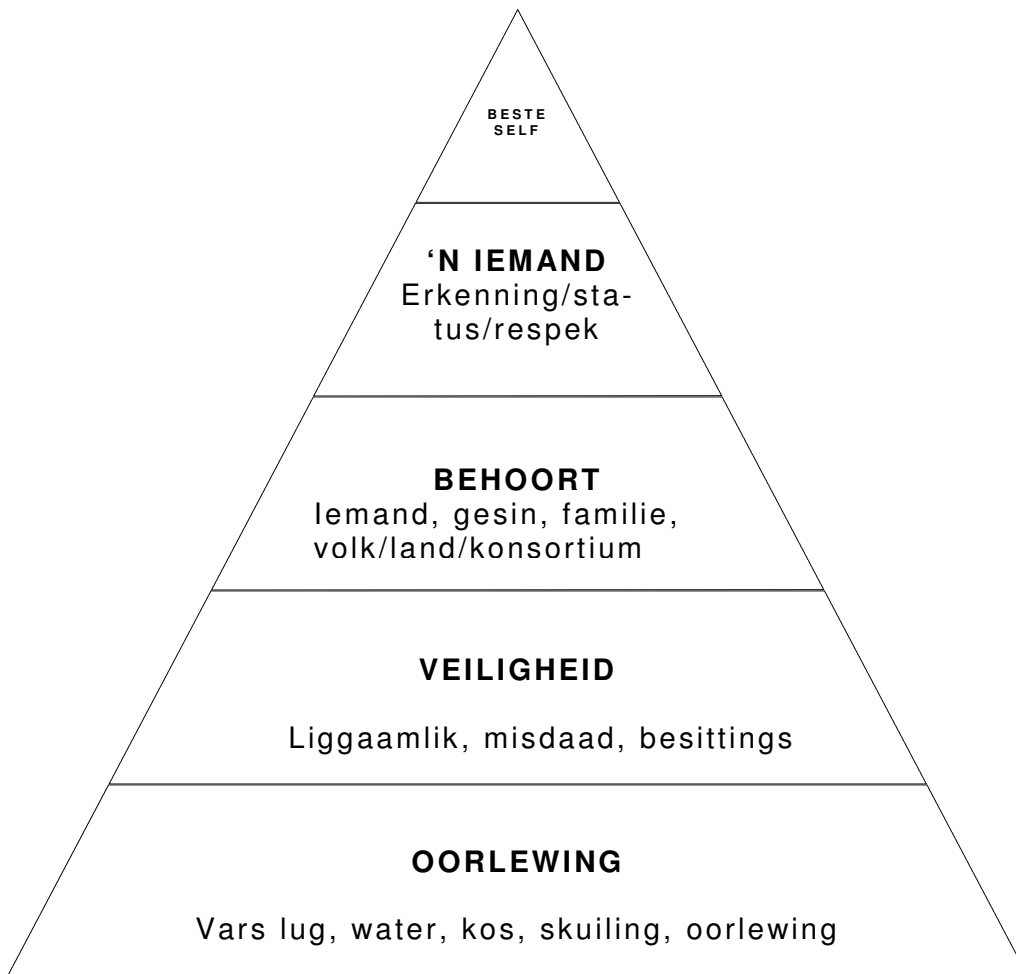 BESTE
SELF
‘N IEMAND
Erkenning/sta-
tus/respek
BEHOORT
Iemand, gesin, familie,
volk/land/konsortium
VEILIGHEID
Liggaamlik, misdaad, besittings
OORLEWING
Vars lug, water, kos, skuiling, oorlewing